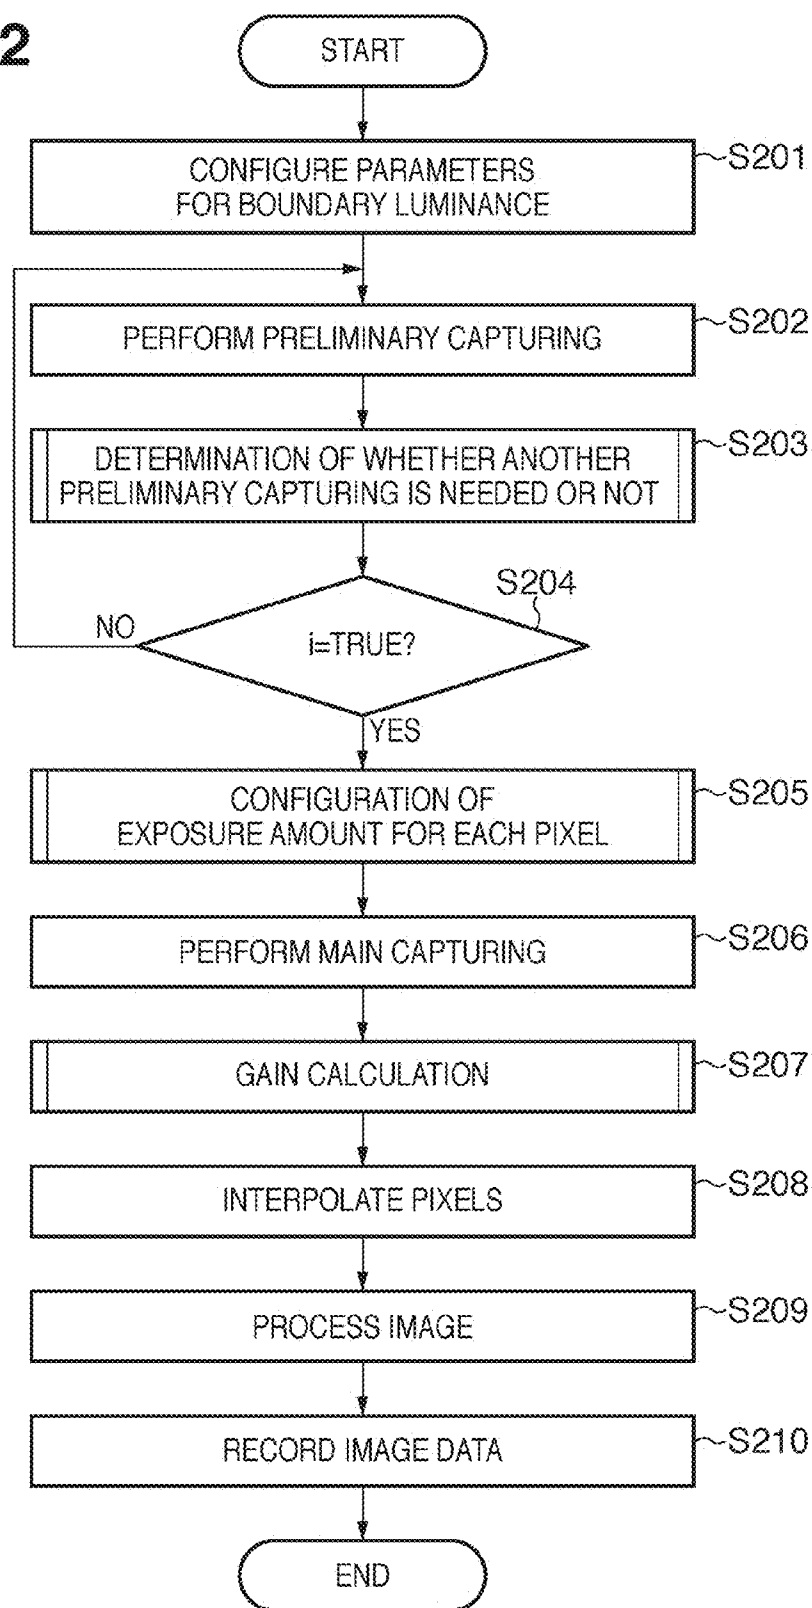 2
START
CONFIGURE PARAMETERS
FOR BOUNDARY LUMINANCE
S201
PERFORM PRELIMINARY CAPTURING
S202
DETERMINATION OF WHETHER ANOTHER
PRELIMINARY CAPTURING IS NEEDED OR NOT
S203
S204
NO
i=TRUE?
YES
CONFIGURATION OF
EXPOSURE AMOUNT FOR EACH PIXEL
S205
PERFORM MAIN CAPTURING
S206
GAIN CALCULATION
S207
INTERPOLATE PIXELS
S208
PROCESS IMAGE
S209
RECORD IMAGE DATA
S210
END